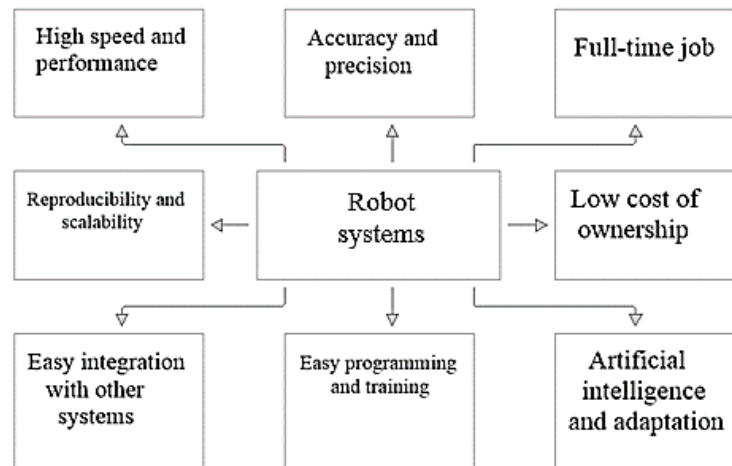 High speed and
performance
Accuracy and
precision
Full-time job
Reproducibility and
scalability
Robot
systems
Low cost of
ownership
Easy integration
with other
systems
Easy programming
and training
Artificial
intelligence
and adaptation